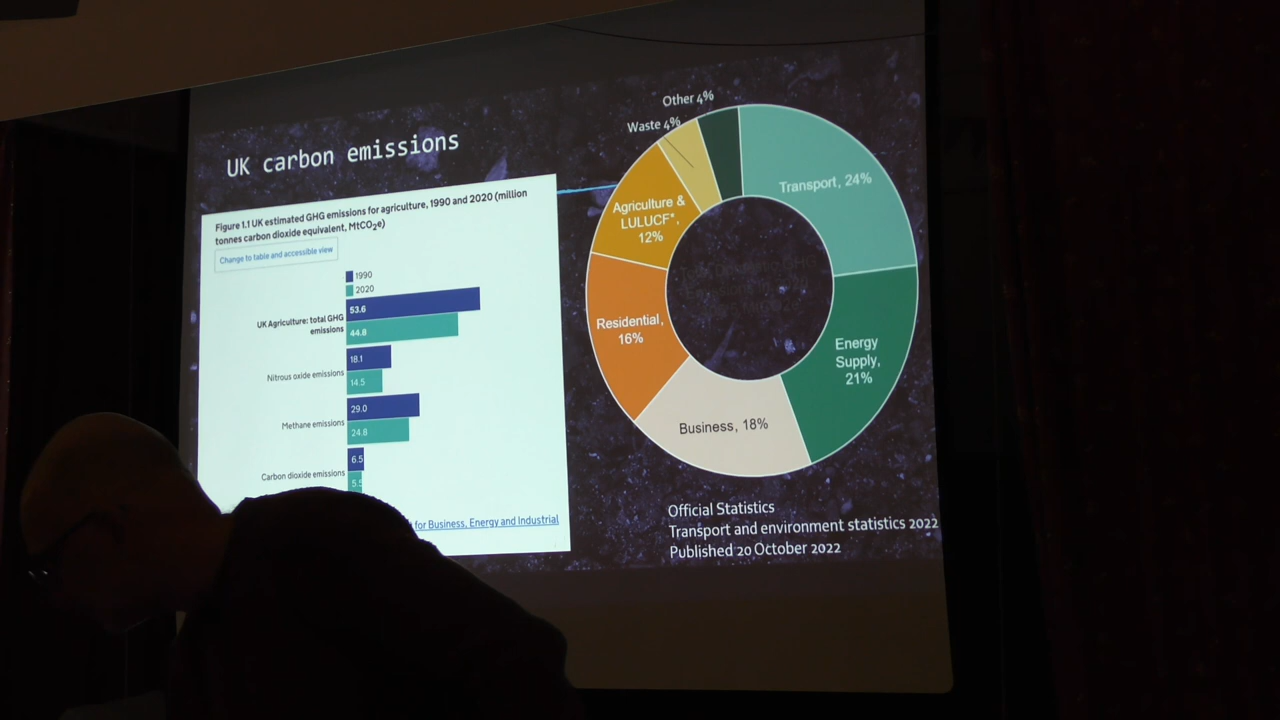 UK carbon emissions
Figure 1.1 UK estimated GHG emissions for agriculture, 1990 and 2020 (million
tonnes carbon dioxide equivalent, MtCO2e)
Change to table and accessible view
1990
2020
UK Agriculture: total GHG
emissions
53.6
44.8
Nitrous oxide emissions
18.1
14.5
Methane emissions
29.0
24.8
Carbon dioxide emissions
6.5
5.5
for Business, Energy and Industrial
Other 4%
Waste 4%
Transport, 24%
Agriculture &
LULUCF*,
12%
Residential,
16%
Energy
Supply,
21%
Business, 18%
Official Statistics
Transport and environment statistics 2022
Published 20 October 2022